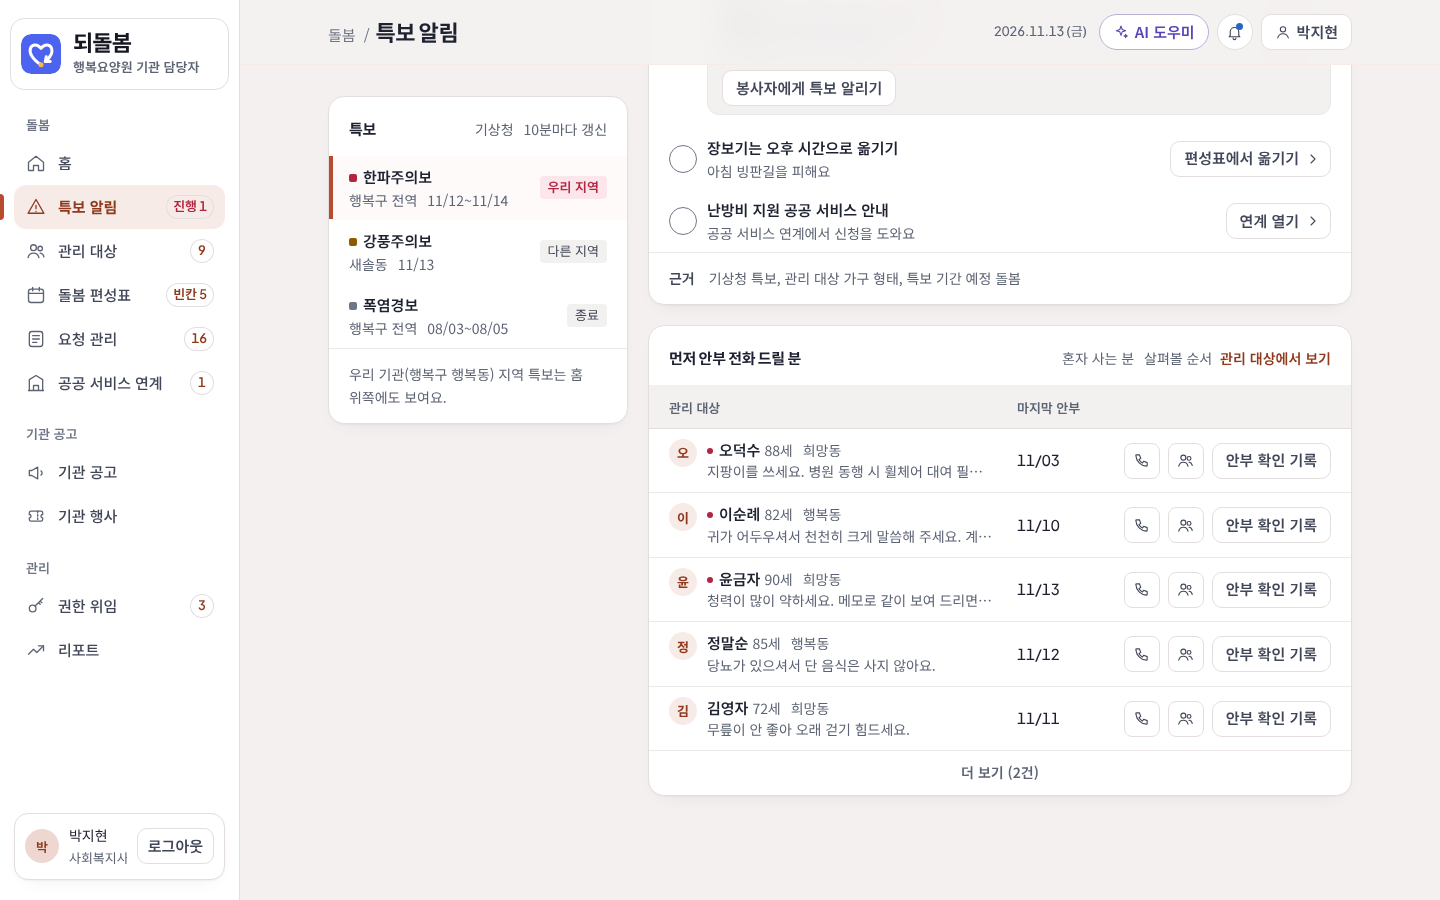 되돌봄
행복요양원 기관 담당자
돌봄
홈
특보 알림
진행 1
관리 대상
9
돌봄 편성표
빈칸 5
요청 관리
16
공공 서비스 연계
1
기관 공고
기관 공고
기관 행사
관리
권한 위임
3
리포트
박
박지현
사회복지사
로그아웃
돌봄 / 특보 알림
2026.11.13(금)
AI 도우미
박지현
특보
기상청 10분마다 갱신
한파주의보
행복구 전역 11/12~11/14
우리 지역
강풍주의보
새솔동 11/13
다른 지역
폭염경보
행복구 전역 08/03~08/05
종료
우리 기관(행복구 행복동) 지역 특보는 홈
위쪽에도 보여요.
봉사자에게 특보 알리기
장보기는 오후 시간으로 옮기기
아침 빙판길을 피해요
편성표에서 옮기기
난방비 지원 공공 서비스 안내
공공 서비스 연계에서 신청을 도와요
연계 열기
근거 기상청 특보, 관리 대상 가구 형태, 특보 기간 예정 돌봄
먼저 안부 전화 드릴 분
혼자 사는 분 살펴볼 순서 관리 대상에서 보기
관리 대상
마지막 안부
오
오덕수 88세 희망동
지팡이를 쓰세요. 병원 동행 시 휠체어 대여 필…
11/03
안부 확인 기록
이
이순례 82세 행복동
귀가 어두우셔서 천천히 크게 말씀해 주세요. 계…
11/10
안부 확인 기록
윤
윤금자 90세 희망동
청력이 많이 약하세요. 메모로 같이 보여 드리면…
11/13
안부 확인 기록
정
정말순 85세 행복동
당뇨가 있으셔서 단 음식은 사지 않아요.
11/12
안부 확인 기록
김
김영자 72세 희망동
무릎이 안 좋아 오래 걷기 힘드세요.
11/11
안부 확인 기록
더 보기 (2건)